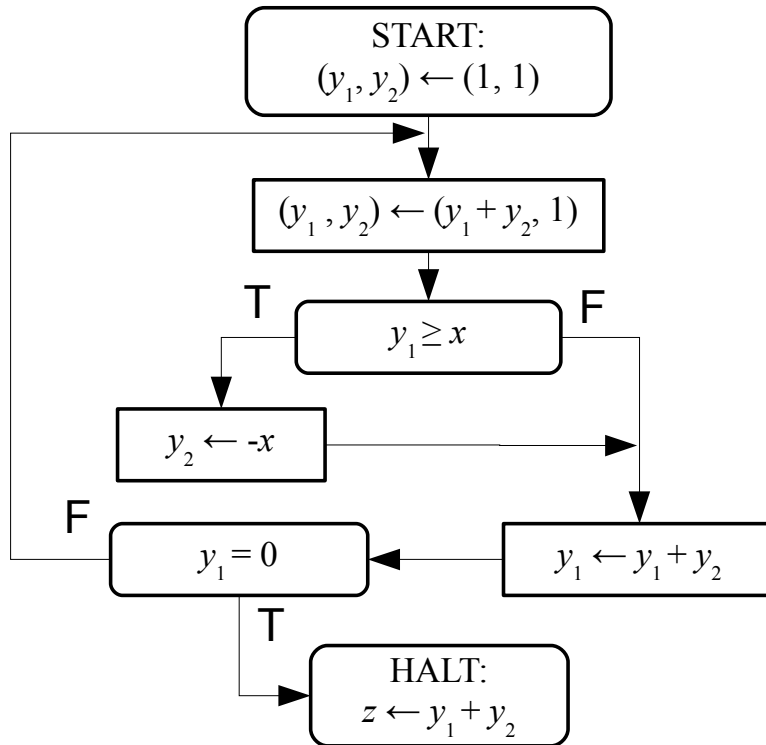 START:
(y₁, y₂) ← (1, 1)
(y₁ , y₂) ← (y₁ + y₂, 1)
T
F
y₁ ≥ x
y₂ ← -x
F
y₁ = 0
y₁ ← y₁ + y₂
T
HALT:
z ← y₁ + y₂